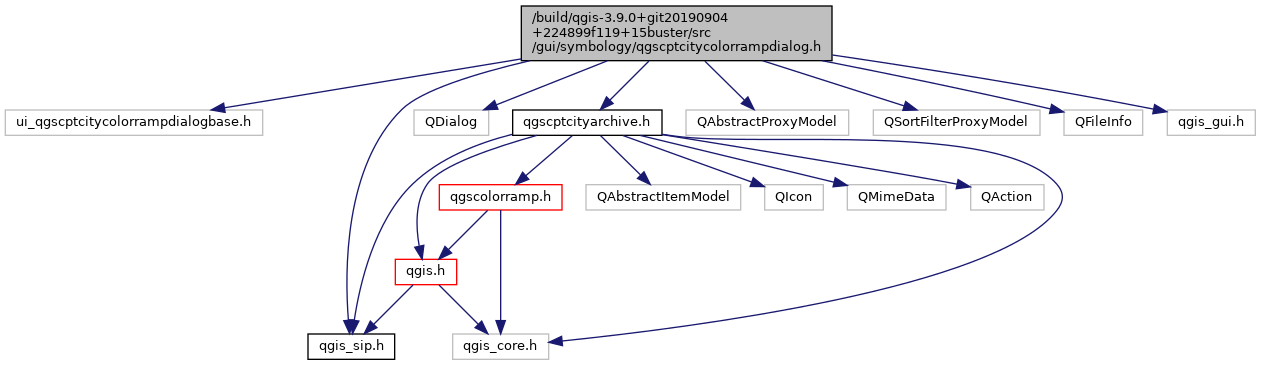 /build/qgis-3.9.0+git20190904
+224899f119+15buster/src
/gui/symbology/qgscptcitycolorrampdialog.h
ui_qgscptcitycolorrampdialogbase.h
QDialog
qgscptcityarchive.h
QAbstractProxyModel
QSortFilterProxyModel
QFileInfo
qgis_gui.h
qgscolorramp.h
QAbstractItemModel
QIcon
QMimeData
QAction
qgis.h
qgis_sip.h
qgis_core.h